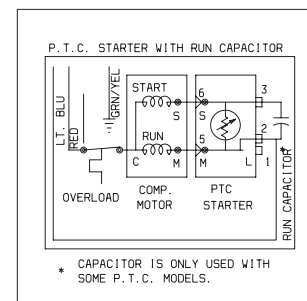 P.T.C. STARTER WITH RUN CAPACITOR
LT. BLU
RED
GRN/YEL
START
RUN
C
S
M
6
S
5
M
3
2
L
1
OVERLOAD
COMP.
MOTOR
PTC
STARTER
RUN CAPACITOR
*
* CAPACITOR IS ONLY USED WITH
SOME P.T.C. MODELS.